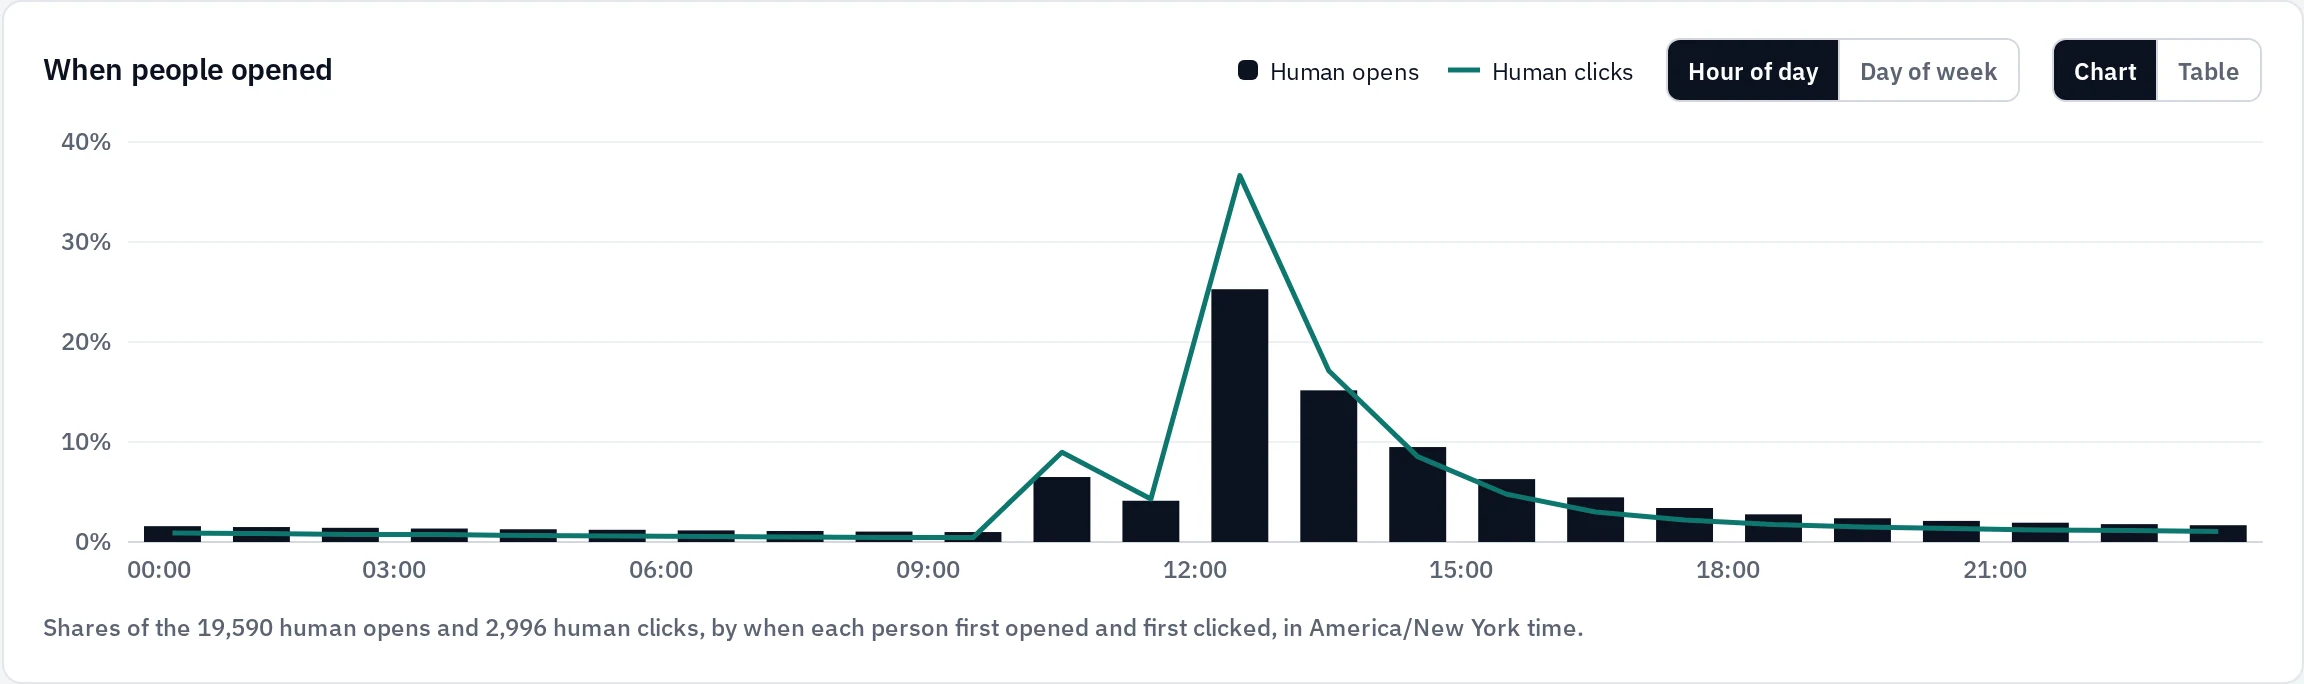 When people opened
Human opens
Human clicks
Hour of day
Day of week
Chart
Table
40%
30%
20%
10%
0%
00:00 03:00 06:00 09:00 12:00 15:00 18:00 21:00
Shares of the 19,590 human opens and 2,996 human clicks, by when each person first opened and first clicked, in America/New York time.